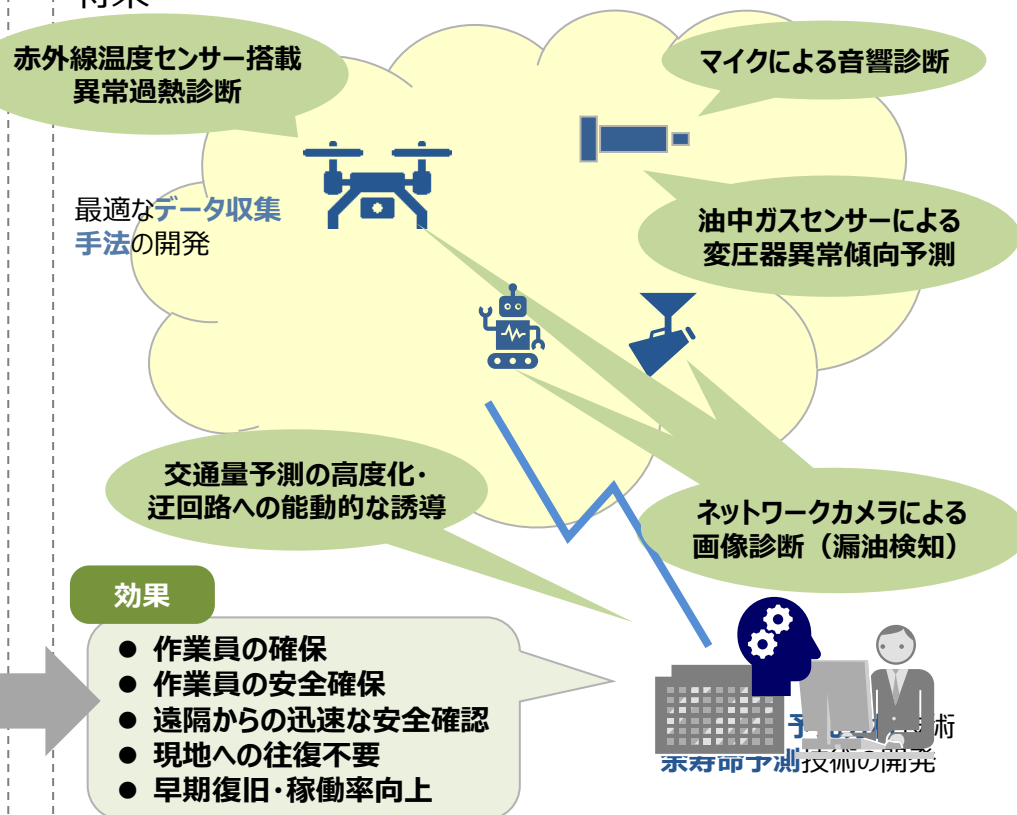 赤外線温度センサー搭載
異常過熱診断
マイクによる音響診断
最適なデータ収集
手法の開発
油中ガスセンサーによる
変圧器異常傾向予測
交通量予測の高度化・
迂回路への能動的な誘導
ネットワークカメラによる
画像診断（漏油検知）
効果
● 作業員の確保
● 作業員の安全確保
● 遠隔からの迅速な安全確認
● 現地への往復不要
● 早期復旧・稼働率向上
術
余寿命予測技術の開発